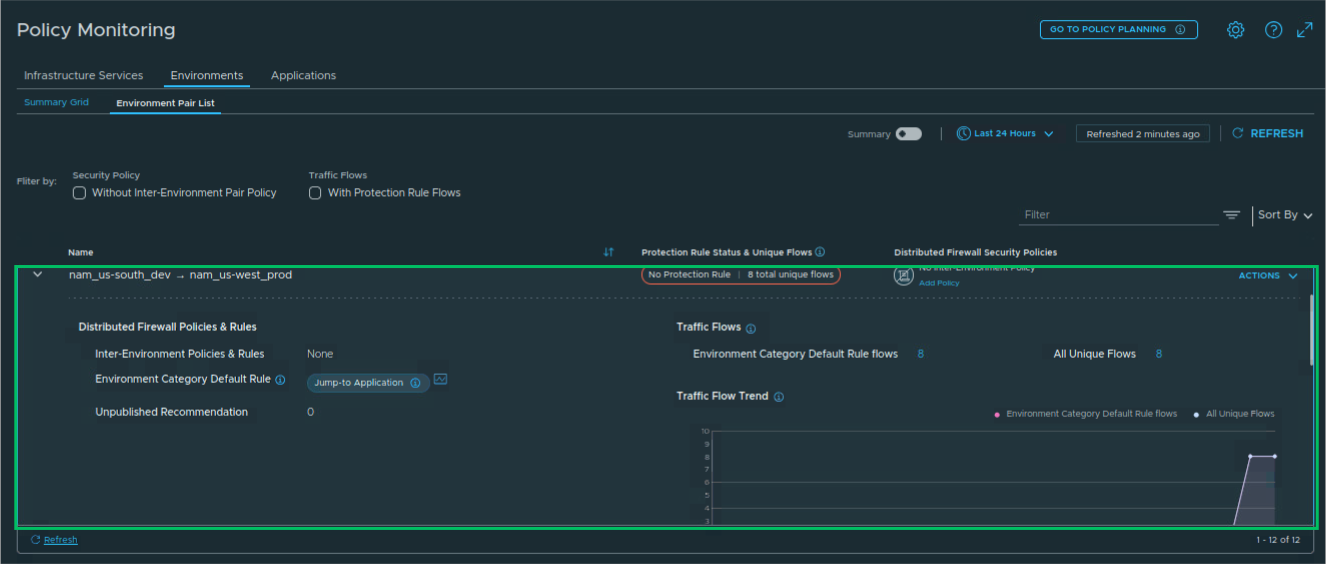 Policy Monitoring
GO TO POLICY PLANNING
Infrastructure Services Environments Applications
Summary Grid Environment Pair List
Summary Last 24 Hours Refreshed 2 minutes ago REFRESH
Security Policy Traffic Flows
Fliter by: Without Inter-Environment Pair Policy With Protection Rule Flows
Filter Sort By
Name Protection Rule Status & Unique Flows Distributed Firewall Security Policies
nam_us-south_dev → nam_us-west_prod No Protection Rule | 8 total unique flows No Inter-Environment Policy ACTIONS
Add Policy
Distributed Firewall Policies & Rules Traffic Flows
Inter-Environment Policies & Rules None Environment Category Default Rule flows 8 All Unique Flows 8
Environment Category Default Rule Jump-to Application
Traffic Flow Trend
Unpublished Recommendation 0 Environment Category Default Rule flows All Unique Flows
10
9
8
7
6
5
4
3
Refresh 1 - 12 of 12